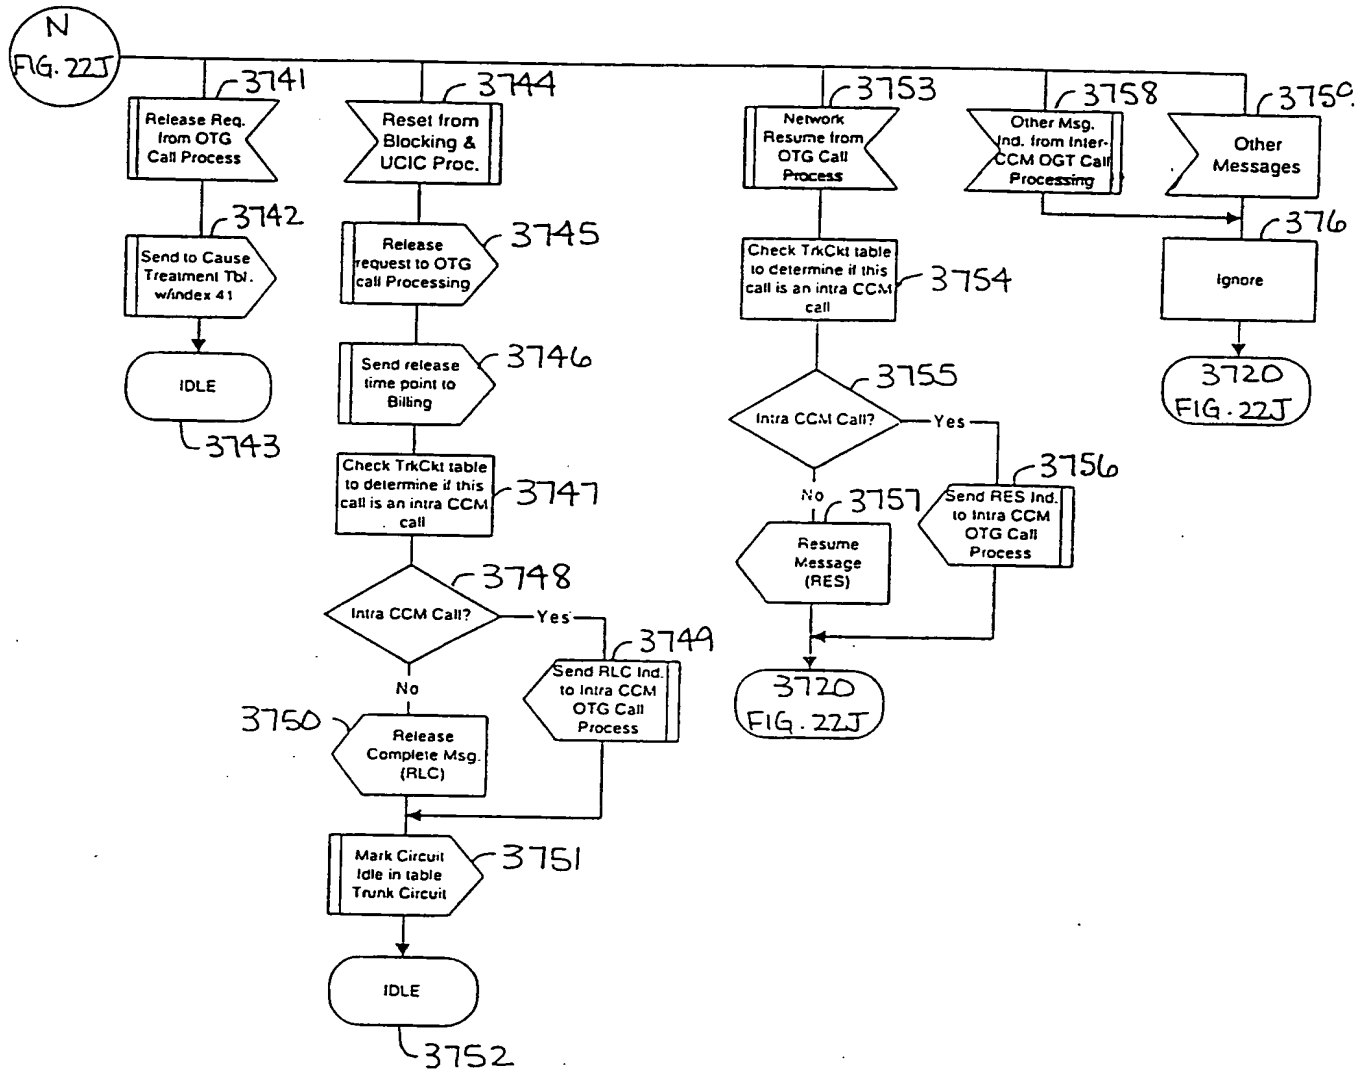 N
FIG. 22J
3741
Release Req.
from OTG
Call Process
3742
Send to Cause
Treatment Tbl.
w/index 41
IDLE
3743
3744
Reset from
Blocking &
UCIC Proc.
3745
Release
request to OTG
call Processing
3746
Send release
time point to
Billing
Check TrkCkt table
to determine if this
call is an intra CCM
call
3747
3748
Intra CCM Call?
Yes
No
3749
Send RLC Ind.
to Intra CCM
OTG Call
Process
3750
Release
Complete Msg.
(RLC)
Mark Circuit
Idle in table
Trunk Circuit
3751
IDLE
3752
3753
Network
Resume from
OTG Call
Process
Check TrkCkt table
to determine if this
call is an intra CCM
call
3754
3755
Intra CCM Call?
Yes
No
3756
Send RES Ind.
to Intra CCM
OTG Call
Process
3757
Resume
Message
(RES)
3720
FIG. 22J
3758
Other Msg.
Ind. from Inter-
CCM OGT Call
Processing
375
Other
Messages
376
Ignore
3720
FIG. 22J